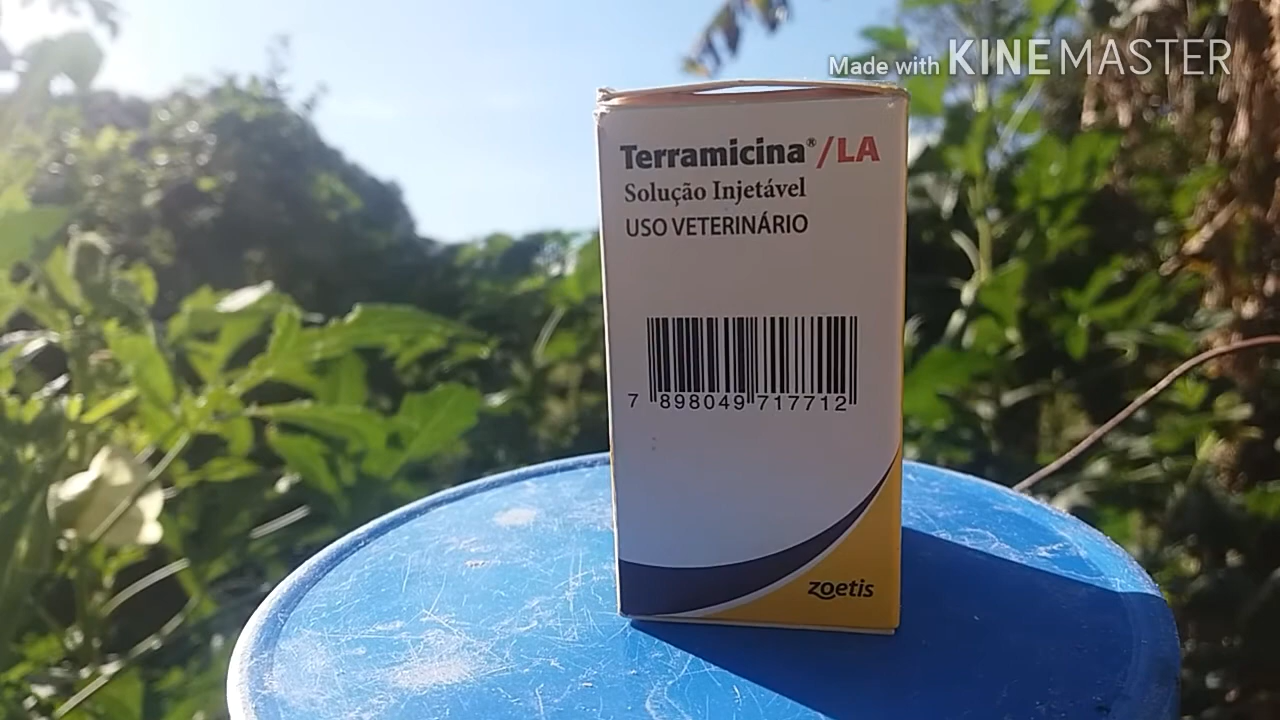 Made with KINEMASTER
Terramicina®/LA
Solução Injetável
USO VETERINÁRIO
7 898049 717712
zoetis